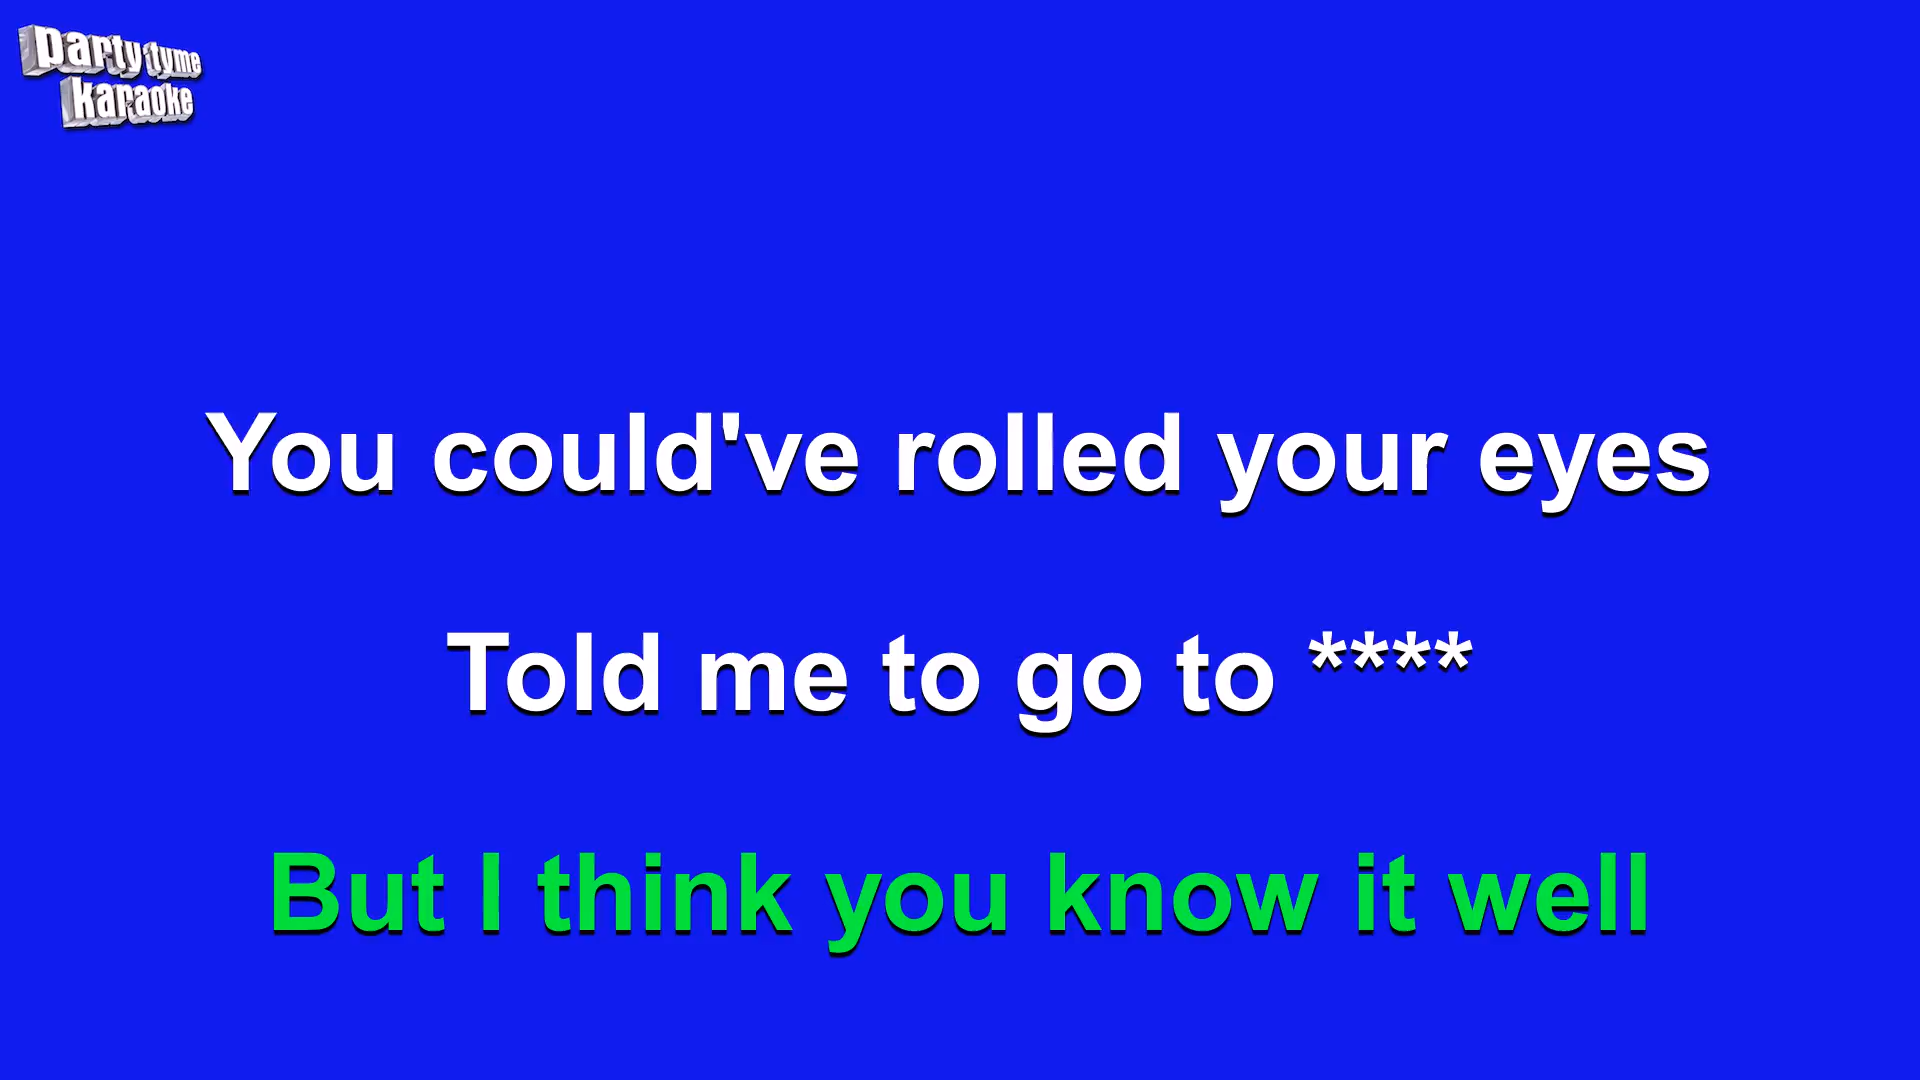 party tyme
karaoke
You could've rolled your eyes
Told me to go to ****
But I think you know it well